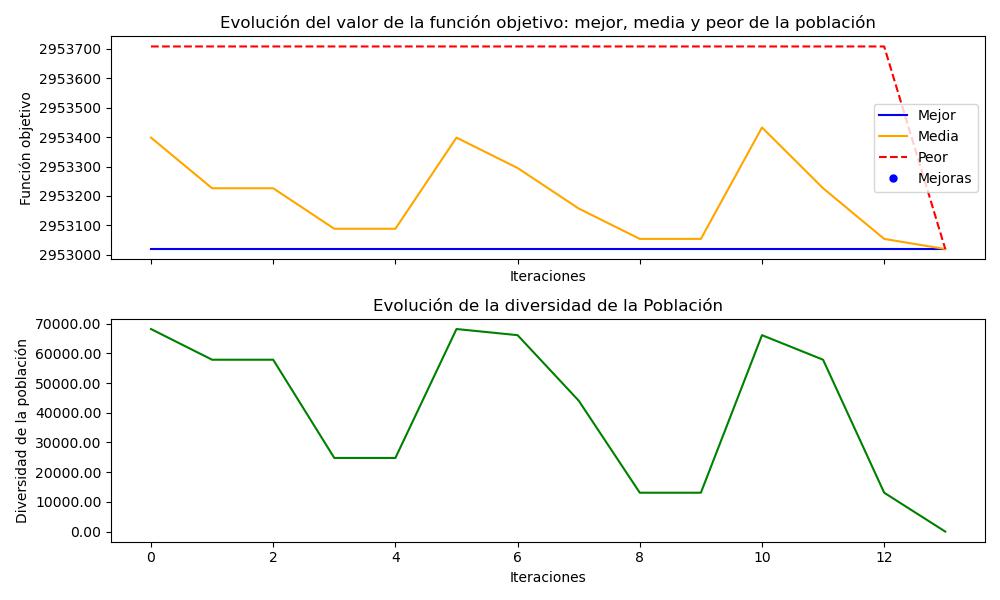 Evolución del valor de la función objetivo: mejor, media y peor de la población
Función objetivo
2953700
2953600
2953500
2953400
2953300
2953200
2953100
2953000
Mejor
Media
Peor
Mejoras
Iteraciones
Evolución de la diversidad de la Población
Diversidad de la población
70000.00
60000.00
50000.00
40000.00
30000.00
20000.00
10000.00
0.00
0 2 4 6 8 10 12
Iteraciones